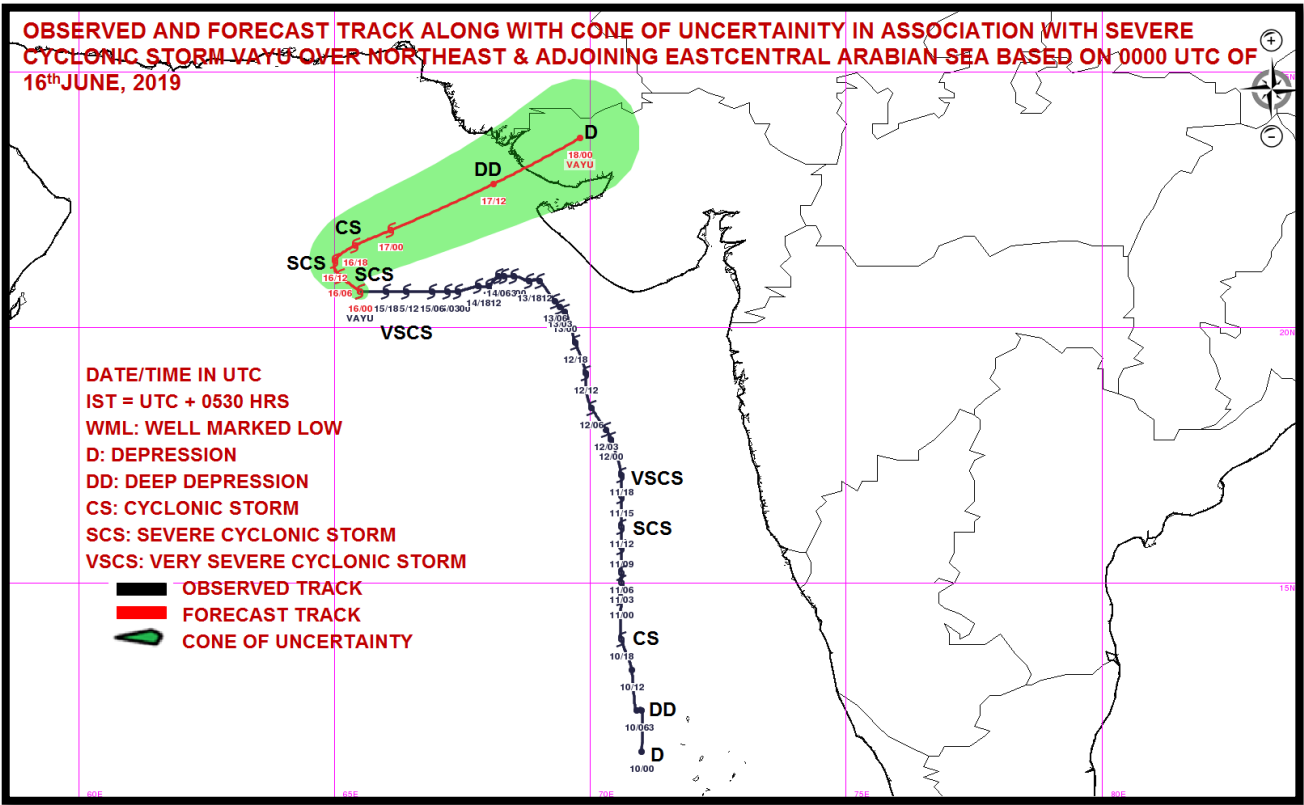 OBSERVED AND FORECAST TRACK ALONG WITH CONE OF UNCERTAINITY IN ASSOCIATION WITH SEVERE
CYCLONIC STORM VAYU OVER NORTHEAST & ADJOINING EASTCENTRAL ARABIAN SEA BASED ON 0000 UTC OF
16thJUNE, 2019
D
18/00
VAYU
DD
17/12
CS
17/00
SCS
16/18
16/12
SCS
16/06
16/00
VAYU
15/18
15/06
14/18
13/18
VSCS
13/06
13/03
13/00
20N
12/18
12/12
12/06
12/03
12/00
VSCS
11/18
11/15
SCS
11/12
11/09
11/06
11/03
11/00
15N
CS
10/18
10/12
DD
10/063
D
10/00
DATE/TIME IN UTC
IST = UTC + 0530 HRS
WML: WELL MARKED LOW
D: DEPRESSION
DD: DEEP DEPRESSION
CS: CYCLONIC STORM
SCS: SEVERE CYCLONIC STORM
VSCS: VERY SEVERE CYCLONIC STORM
OBSERVED TRACK
FORECAST TRACK
CONE OF UNCERTAINTY
60E
65E
70E
75E
80E